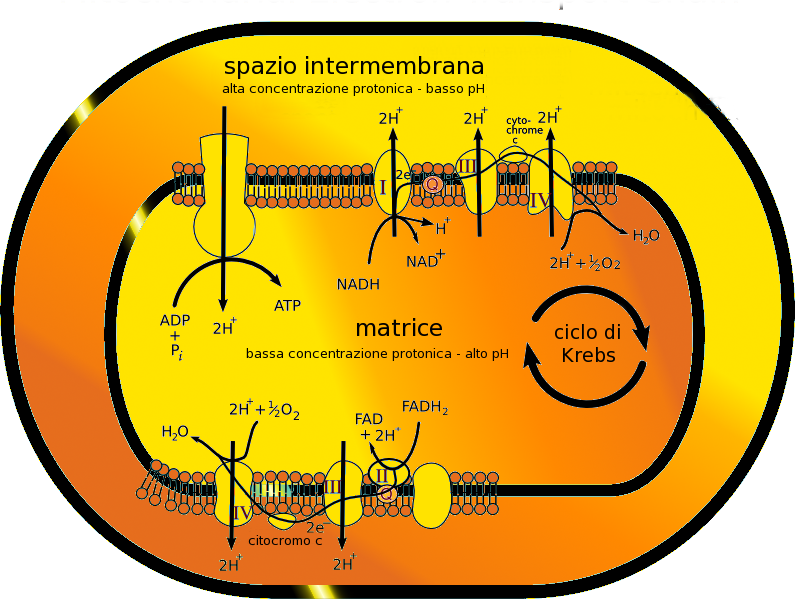 spazio intermembrana
alta concentrazione protonica - basso pH
2H⁺
2H⁺
cyto-
chrome
c
2H⁺
I
2e⁻
Q
III
IV
H⁺
NAD⁺
NADH
2H⁺+½O₂
H₂O
ADP
+
Pᵢ
2H⁺
ATP
matrice
bassa concentrazione protonica - alto pH
ciclo di
Krebs
H₂O
2H⁺+½O₂
FAD
+ 2H⁺
FADH₂
IV
III
II
Q
2e⁻
citocromo c
2H⁺
2H⁺